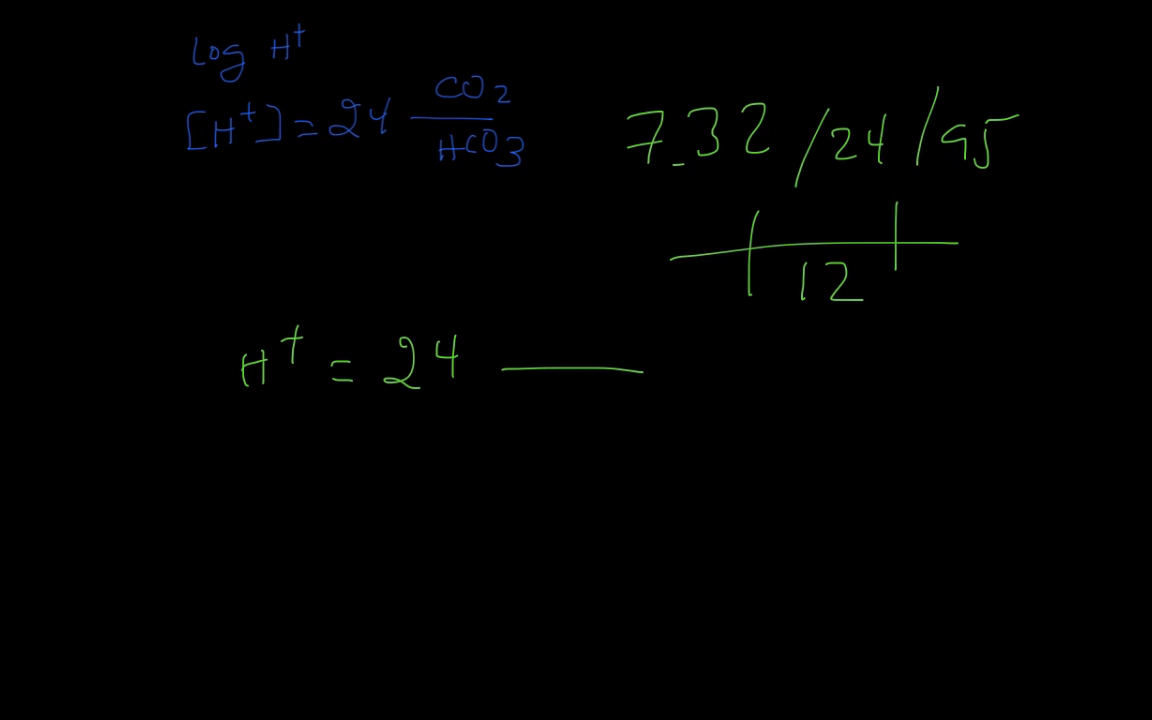 Log H⁺
[H⁺] = 24 CO₂ / HCO₃
7.32 / 24 / 95
12
H⁺ = 24